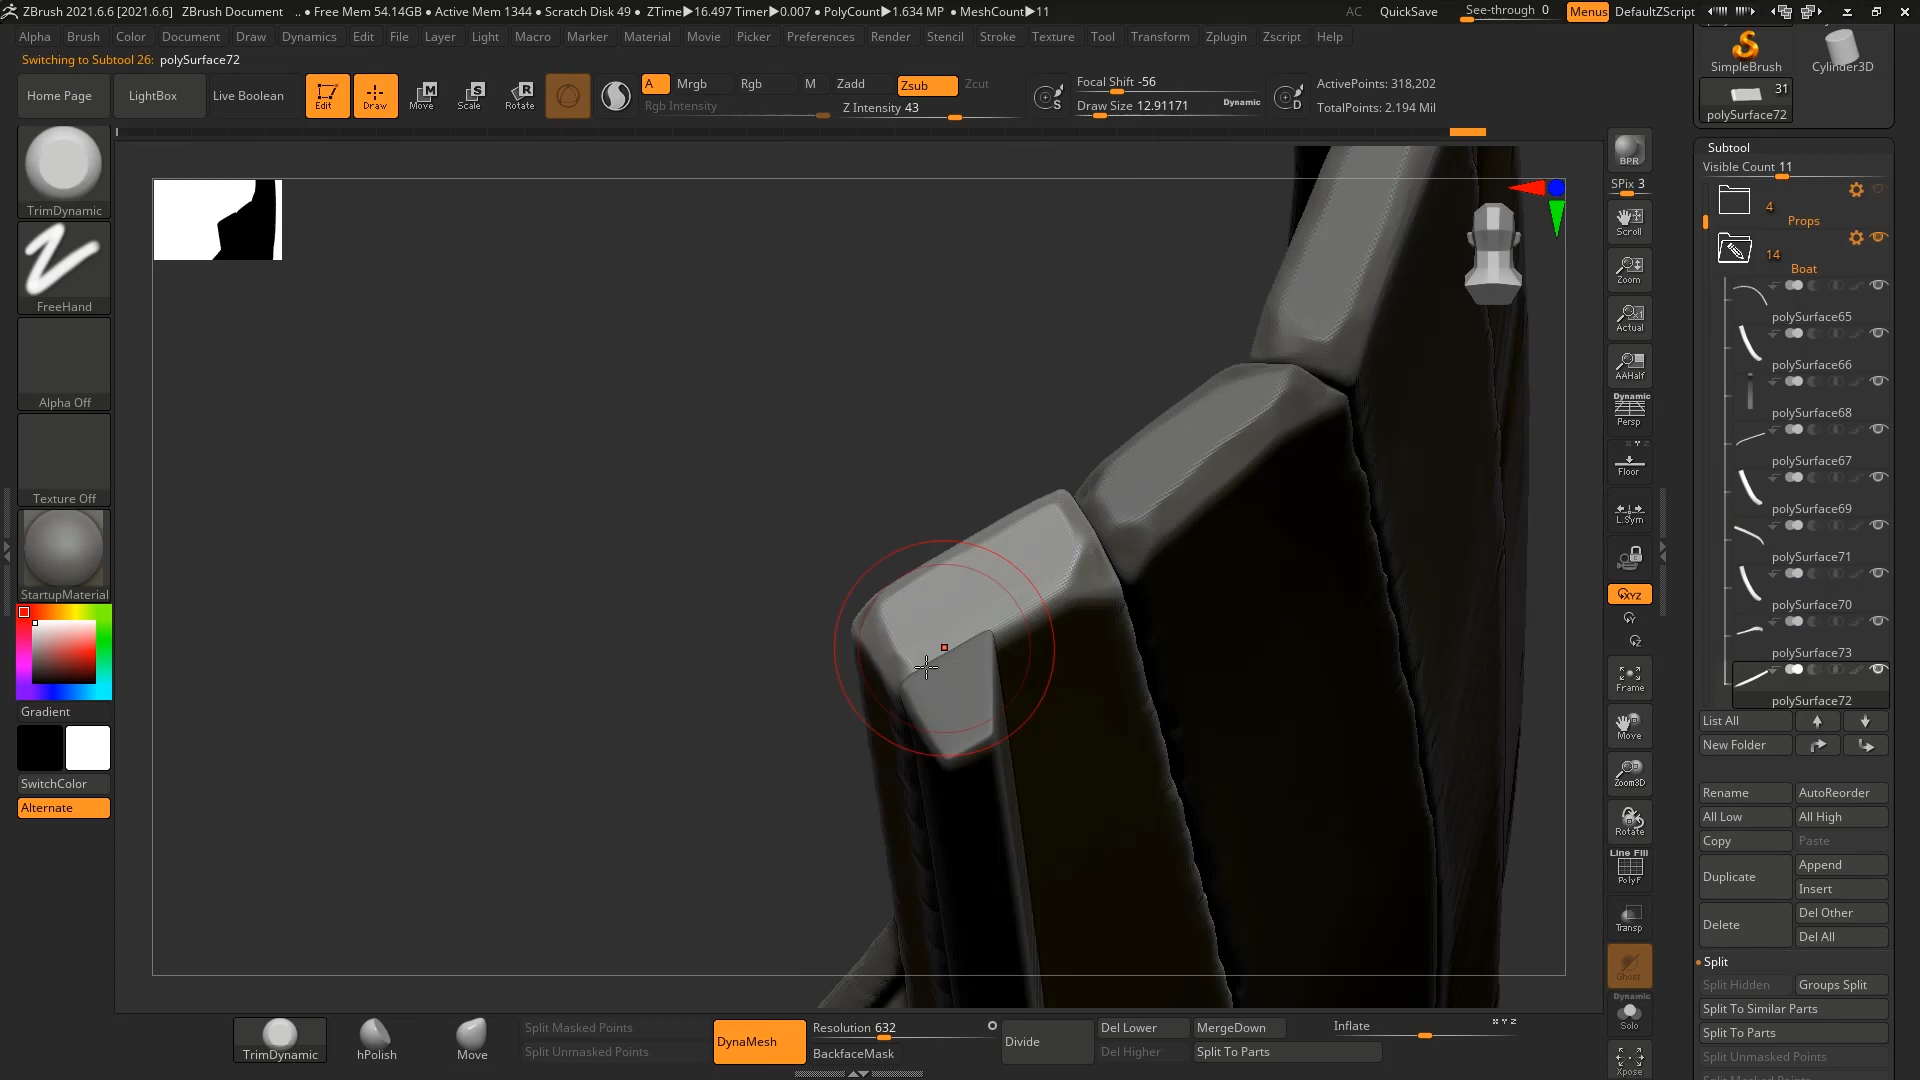 ZBrush 2021.6.6 [2021.6.6] ZBrush Document .. • Free Mem 54.14GB • Active Mem 1344 • Scratch Disk 49 • ZTime▶16.497 Timer▶0.007 • PolyCount▶1.634 MP • MeshCount▶11 AC QuickSave See-through 0 Menus DefaultZScript
Alpha Brush Color Document Draw Dynamics Edit File Layer Light Macro Marker Material Movie Picker Preferences Render Stencil Stroke Texture Tool Transform Zplugin Zscript Help
Switching to Subtool 26: polySurface72
Home Page LightBox Live Boolean Edit Draw Move Scale Rotate
A Mrgb Rgb M Zadd Zsub Zcut
Rgb Intensity Z Intensity 43
Focal Shift -56
Draw Size 12.91171 Dynamic
ActivePoints: 318,202
TotalPoints: 2.194 Mil
TrimDynamic
FreeHand
Alpha Off
Texture Off
StartupMaterial
Gradient
SwitchColor
Alternate
BPR
SPix 3
Scroll
Zoom
Actual
AAHalf
Dynamic
Persp
Floor
L.Sym
XYZ
Frame
Move
Zoom3D
Rotate
Line Fill
PolyF
Transp
Ghost
Dynamic
Solo
Xpose
SimpleBrush Cylinder3D
31
polySurface72
Subtool
Visible Count 11
4
Props
14
Boat
polySurface65
polySurface66
polySurface68
polySurface67
polySurface69
polySurface71
polySurface70
polySurface73
polySurface72
List All
New Folder
Rename AutoReorder
All Low All High
Copy Paste
Duplicate Append
Insert
Delete Del Other
Del All
Split
Split Hidden Groups Split
Split To Similar Parts
Split To Parts
Split Unmasked Points
TrimDynamic hPolish Move
Split Masked Points
Split Unmasked Points
DynaMesh
Resolution 632
BackfaceMask
Divide
Del Lower
Del Higher
MergeDown
Split To Parts
Inflate
X Y Z